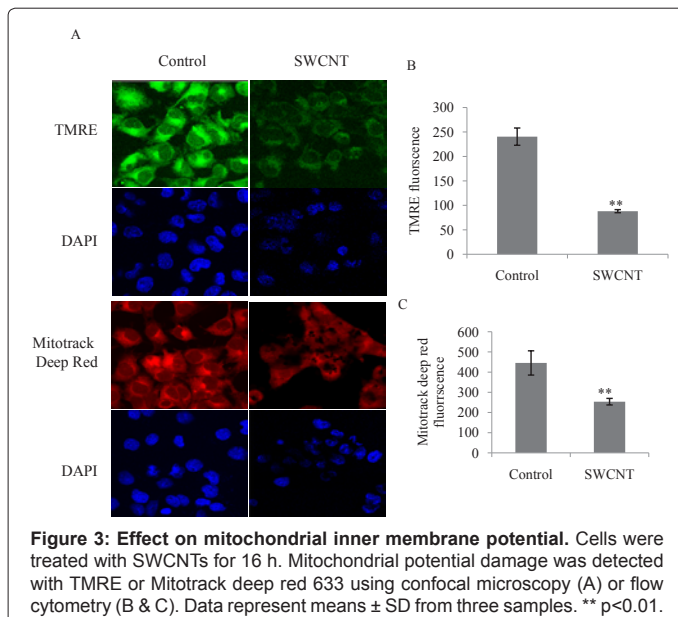 A
Control
SWCNT
TMRE
DAPI
Mitotrack
Deep Red
DAPI
B
TMRE fluorescence
300
250
200
150
100
50
0
**
Control
SWCNT
C
Mitotrack deep red
fluorrscence
600
500
400
300
200
100
0
**
Control
SWCNT
Figure 3: Effect on mitochondrial inner membrane potential. Cells were
treated with SWCNTs for 16 h. Mitochondrial potential damage was detected
with TMRE or Mitotrack deep red 633 using confocal microscopy (A) or flow
cytometry (B & C). Data represent means ± SD from three samples. ** p<0.01.